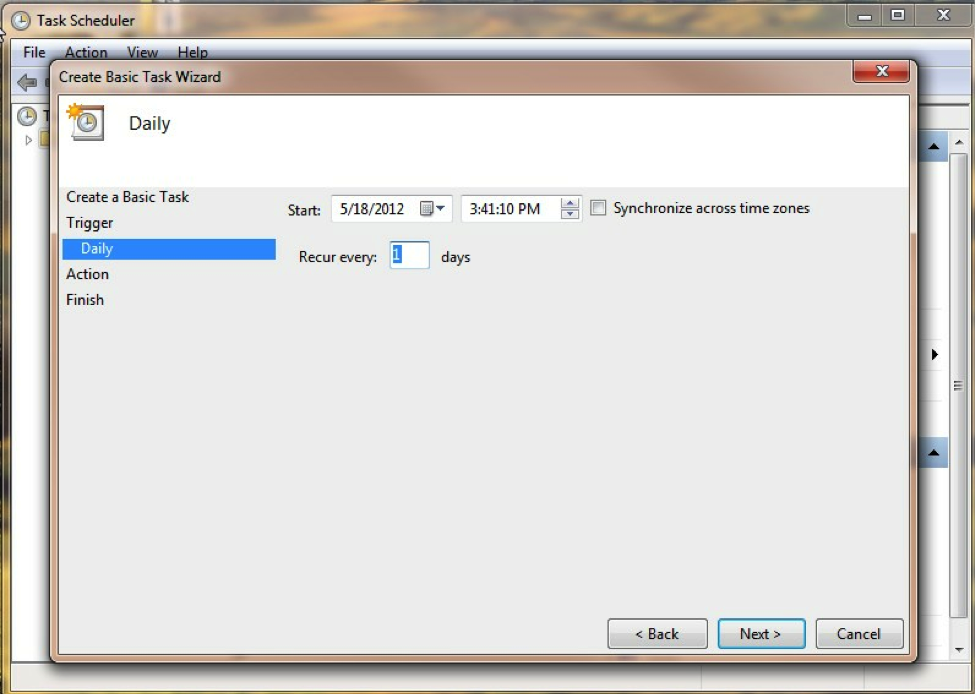 Task Scheduler
File Action View Help
Create Basic Task Wizard
Daily
Create a Basic Task
Trigger
Daily
Action
Finish
Start: 5/18/2012 3:41:10 PM Synchronize across time zones
Recur every: 1 days
< Back Next > Cancel